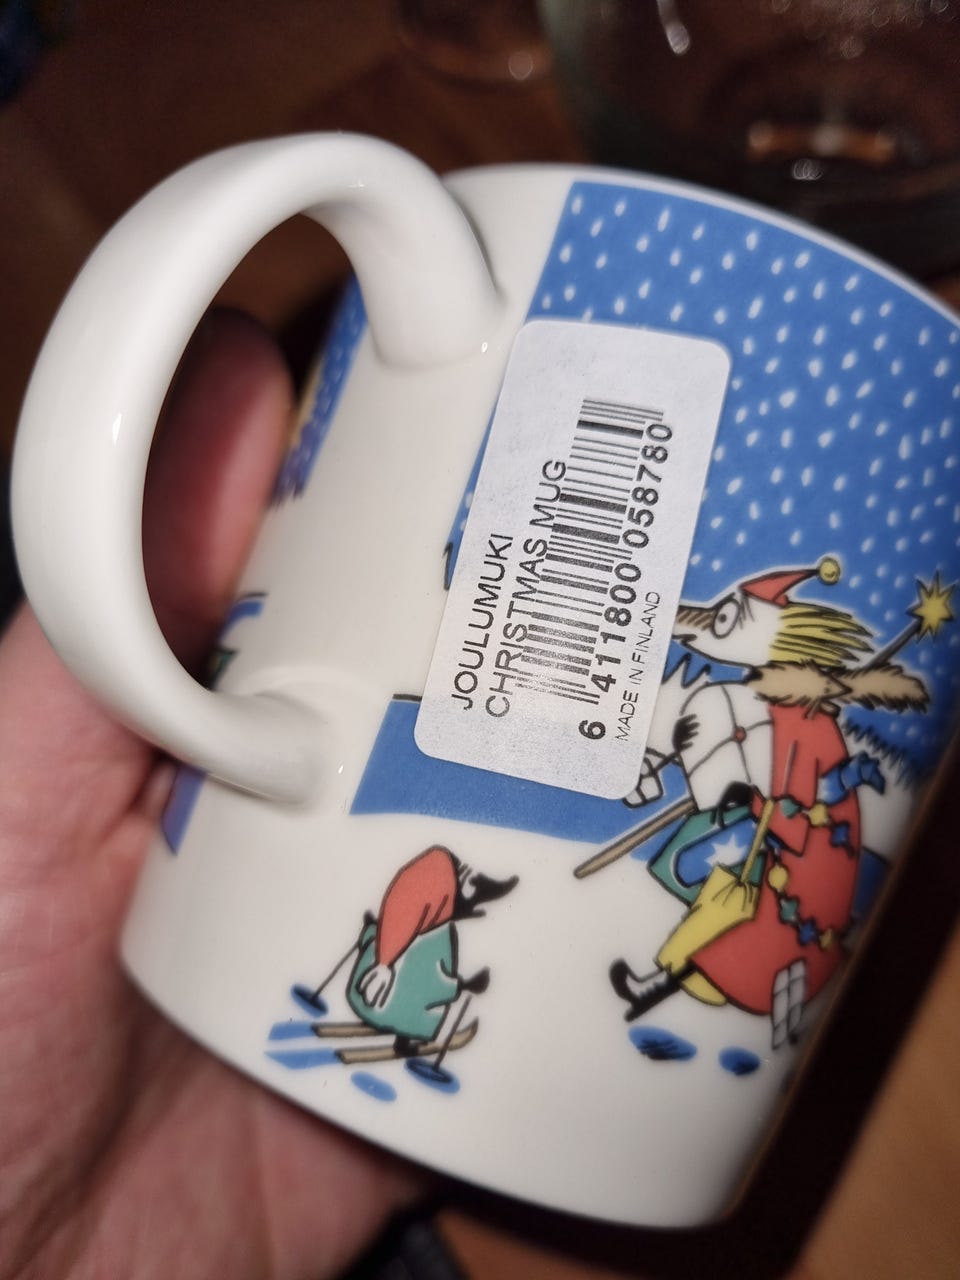 JOULUMUKI
CHRISTMAS MUG
6 411800 058780
MADE IN FINLAND